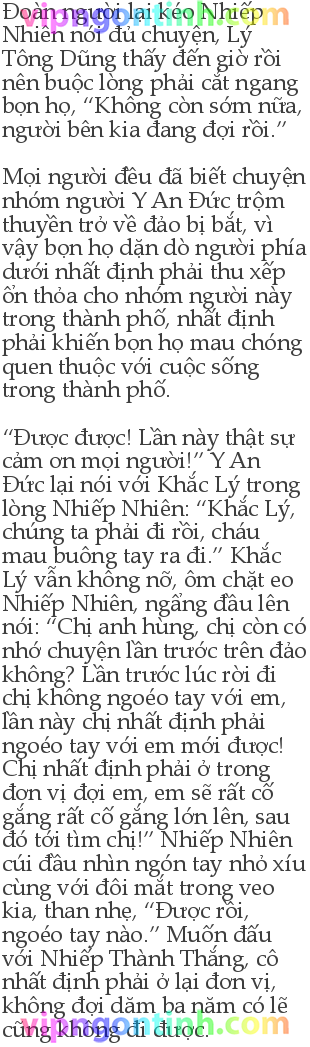 Đoàn người lại kéo Nhiếp
Nhiên nói đủ chuyện, Lý
Tông Dũng thấy đến giờ rồi
nên buộc lòng phải cắt ngang
bọn họ, “Không còn sớm nữa,
người bên kia đang đợi rồi.”
Mọi người đều đã biết chuyện
nhóm người Y An Đức trộm
thuyền trở về đảo bị bắt, vì
vậy bọn họ dặn dò người phía
dưới nhất định phải thu xếp
ổn thỏa cho nhóm người này
trong thành phố, nhất định
phải khiến bọn họ mau chóng
quen thuộc với cuộc sống
trong thành phố.
“Được được! Lần này thật sự
cảm ơn mọi người!” Y An
Đức lại nói với Khắc Lý trong
lòng Nhiếp Nhiên: “Khắc Lý,
chúng ta phải đi rồi, cháu
mau buông tay ra đi.” Khắc
Lý vẫn không nỡ, ôm chặt eo
Nhiếp Nhiên, ngẩng đầu lên
nói: “Chị anh hùng, chị còn có
nhớ chuyện lần trước trên đảo
không? Lần trước lúc rời đi
chị không ngoéo tay với em,
lần này chị nhất định phải
ngoéo tay với em mới được!
Chị nhất định phải ở trong
đơn vị đợi em, em sẽ rất cố
gắng rất cố gắng lớn lên, sau
đó tới tìm chị!” Nhiếp Nhiên
cúi đầu nhìn ngón tay nhỏ xíu
cùng với đôi mắt trong veo
kia, than nhẹ, “Được rồi,
ngoéo tay nào.” Muốn đấu
với Nhiếp Thành Thắng, cô
nhất định phải ở lại đơn vị,
không đợi dăm ba năm có lẽ
cũng không đi được.
vipngontinh.com
vipngontinh.com